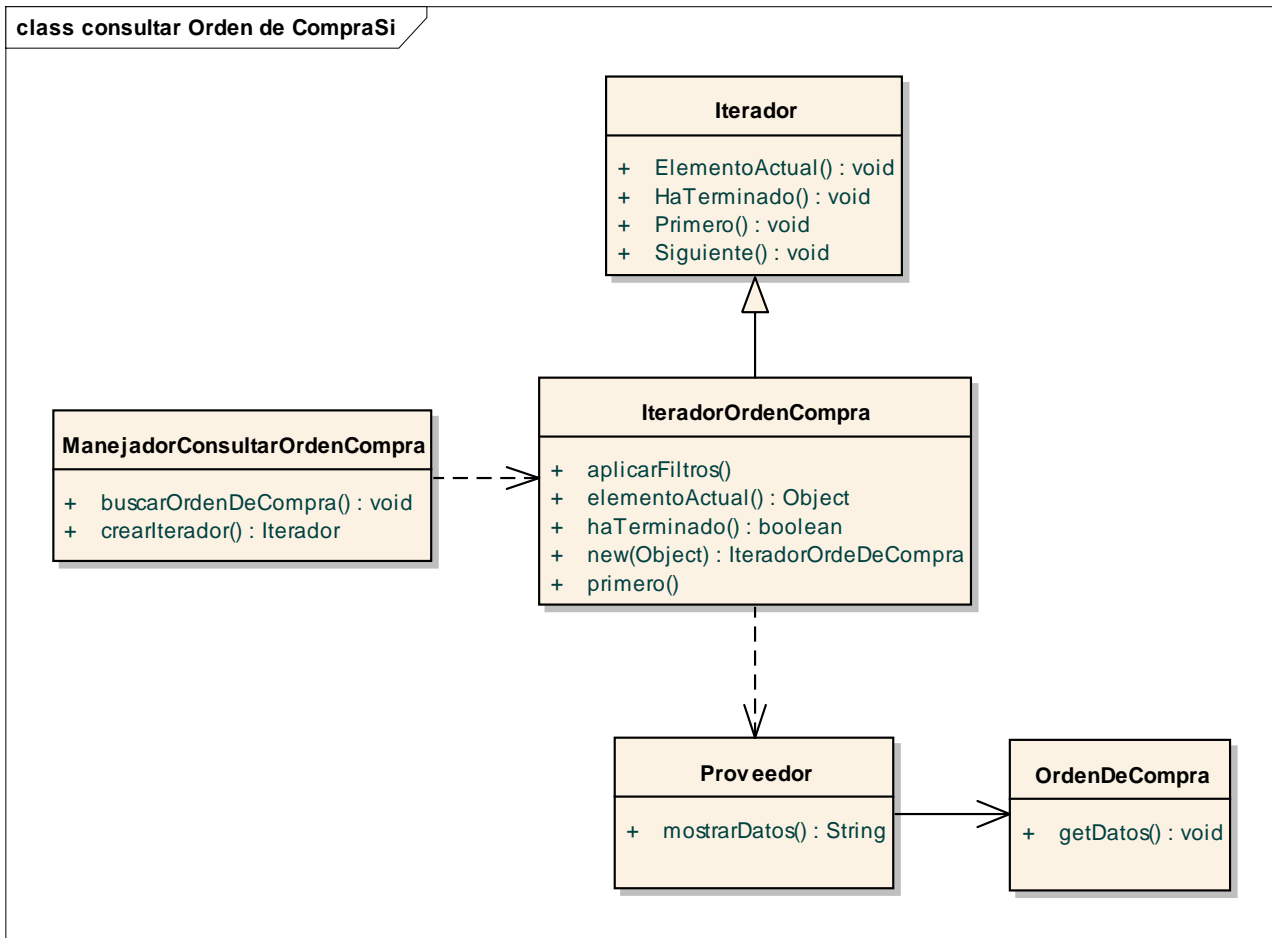 class consultar Orden de CompraSi
Iterador
+ ElementoActual() : void
+ HaTerminado() : void
+ Primero() : void
+ Siguiente() : void
ManejadorConsultarOrdenCompra
+ buscarOrdenDeCompra() : void
+ crearIterador() : Iterador
IteradorOrdenCompra
+ aplicarFiltros()
+ elementoActual() : Object
+ haTerminado() : boolean
+ new(Object) : IteradorOrdeDeCompra
+ primero()
Proveedor
+ mostrarDatos() : String
OrdenDeCompra
+ getDatos() : void